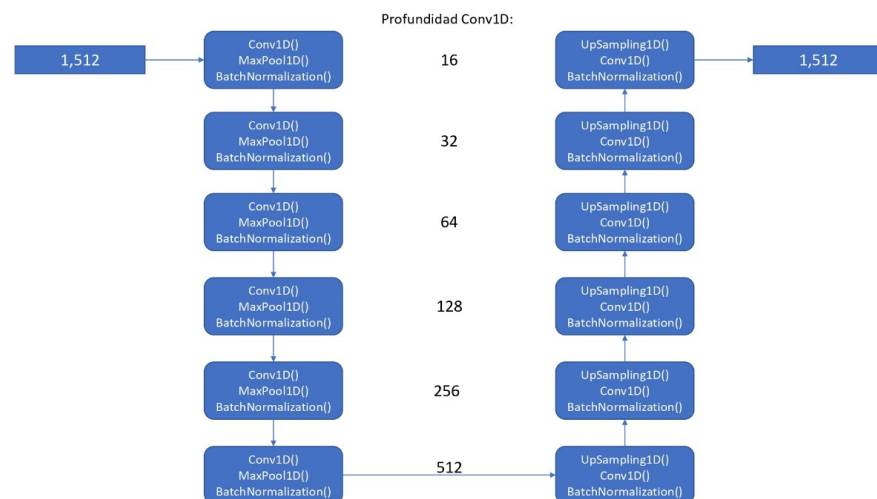 Profundidad Conv1D:
1,512
Conv1D()
MaxPool1D()
BatchNormalization()
16
UpSampling1D()
Conv1D()
BatchNormalization()
1,512
Conv1D()
MaxPool1D()
BatchNormalization()
32
UpSampling1D()
Conv1D()
BatchNormalization()
Conv1D()
MaxPool1D()
BatchNormalization()
64
UpSampling1D()
Conv1D()
BatchNormalization()
Conv1D()
MaxPool1D()
BatchNormalization()
128
UpSampling1D()
Conv1D()
BatchNormalization()
Conv1D()
MaxPool1D()
BatchNormalization()
256
UpSampling1D()
Conv1D()
BatchNormalization()
Conv1D()
MaxPool1D()
BatchNormalization()
512
UpSampling1D()
Conv1D()
BatchNormalization()